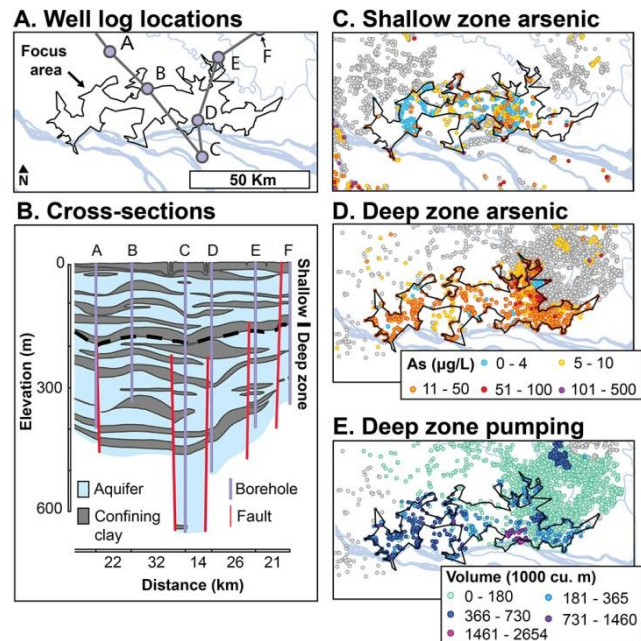 A. Well log locations
Focus area
A
B
C
D
E
F
N
50 Km
B. Cross-sections
A B C D E F
Elevation (m)
0
300
600
Shallow
Deep zone
Aquifer
Confining clay
Borehole
Fault
22 32 14 26 21
Distance (km)
C. Shallow zone arsenic
D. Deep zone arsenic
As (µg/L)
0 - 4
5 - 10
11 - 50
51 - 100
101 - 500
E. Deep zone pumping
Volume (1000 cu. m)
0 - 180
181 - 365
366 - 730
731 - 1460
1461 - 2654